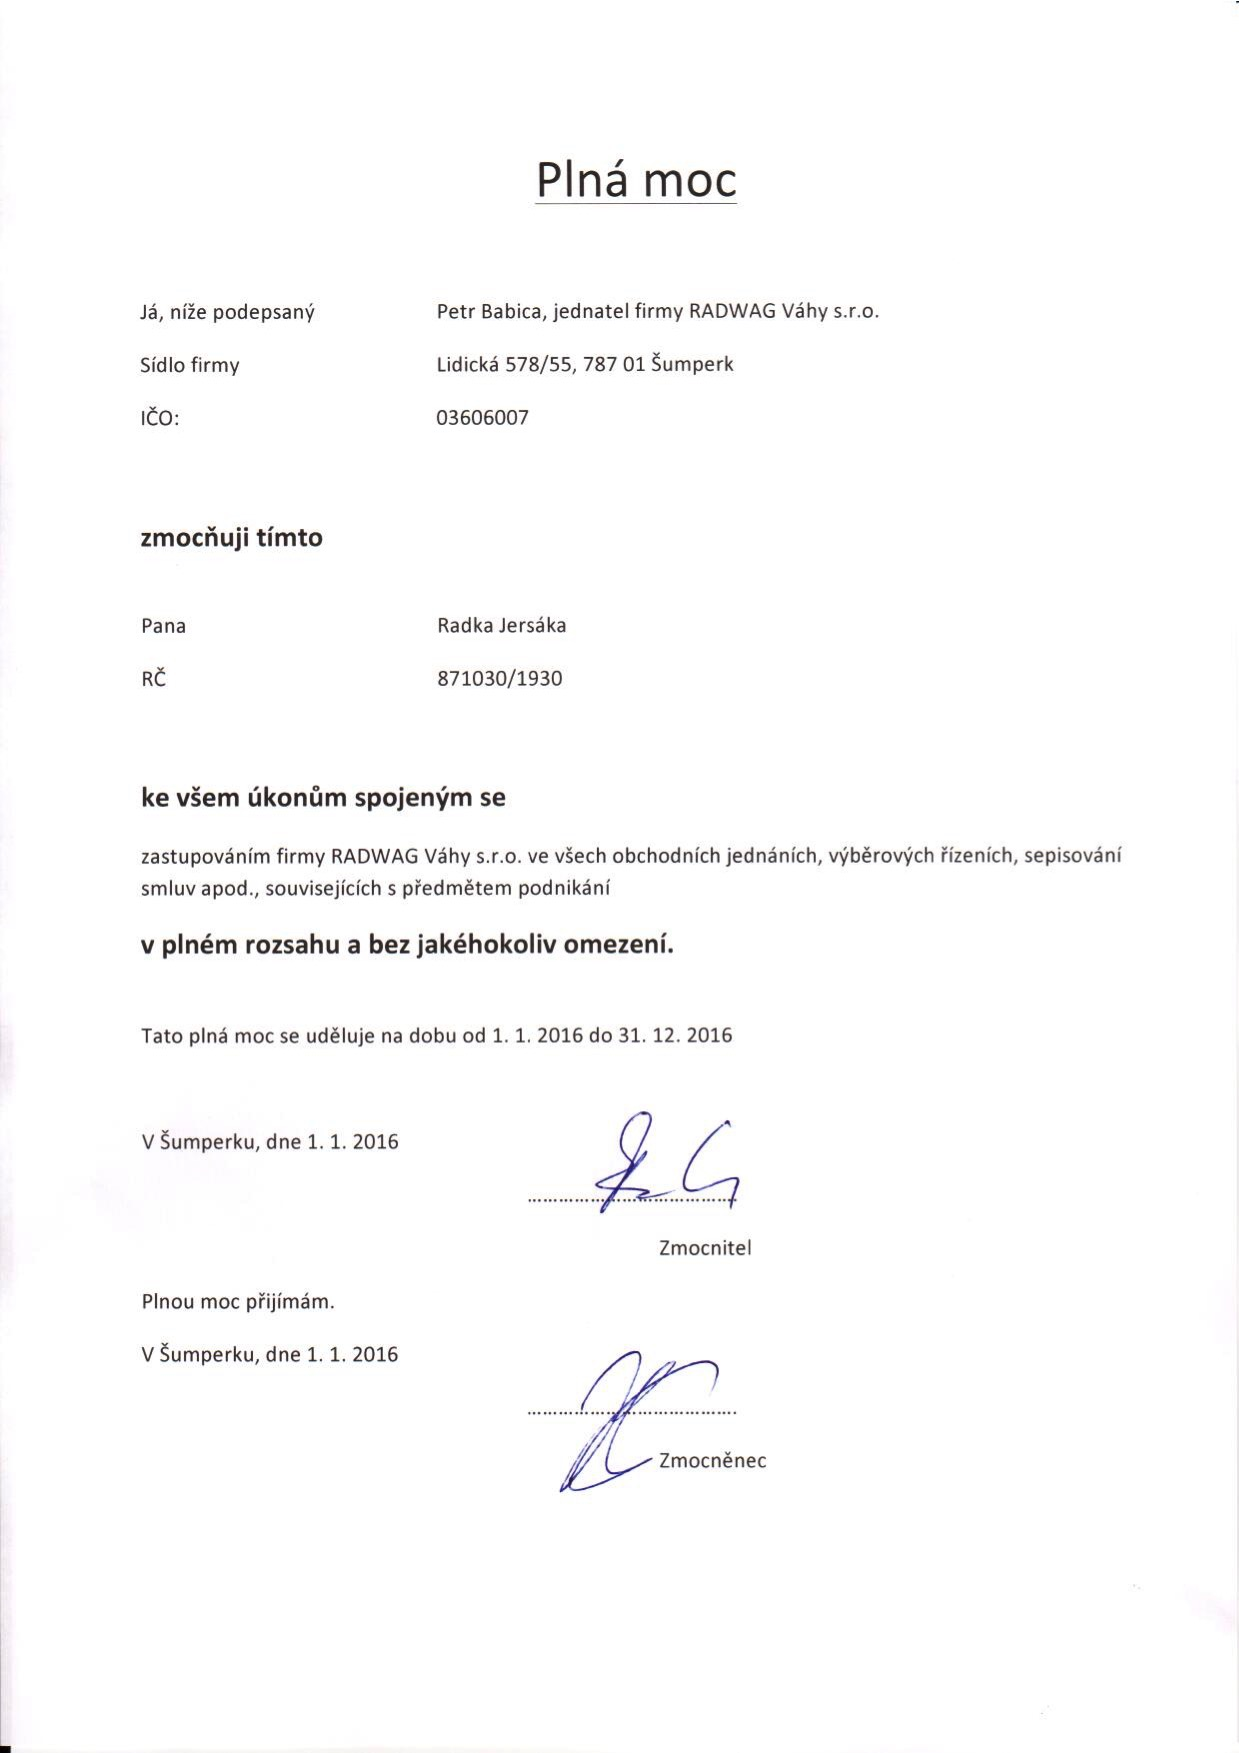 Plná moc
Já, níže podepsaný Petr Babica, jednatel firmy RADWAG Váhy s.r.o.
Sídlo firmy Lidická 578/55, 787 01 Šumperk
IČO: 03606007
zmocňuji tímto
Pana Radka Jersáka
RČ 871030/1930
ke všem úkonům spojeným se
zastupováním firmy RADWAG Váhy s.r.o. ve všech obchodních jednáních, výběrových řízeních, sepisování
smluv apod., souvisejících s předmětem podnikání
v plném rozsahu a bez jakéhokoliv omezení.
Tato plná moc se uděluje na dobu od 1. 1. 2016 do 31. 12. 2016
V Šumperku, dne 1. 1. 2016
Zmocnitel
Plnou moc přijímám.
V Šumperku, dne 1. 1. 2016
Zmocněnec